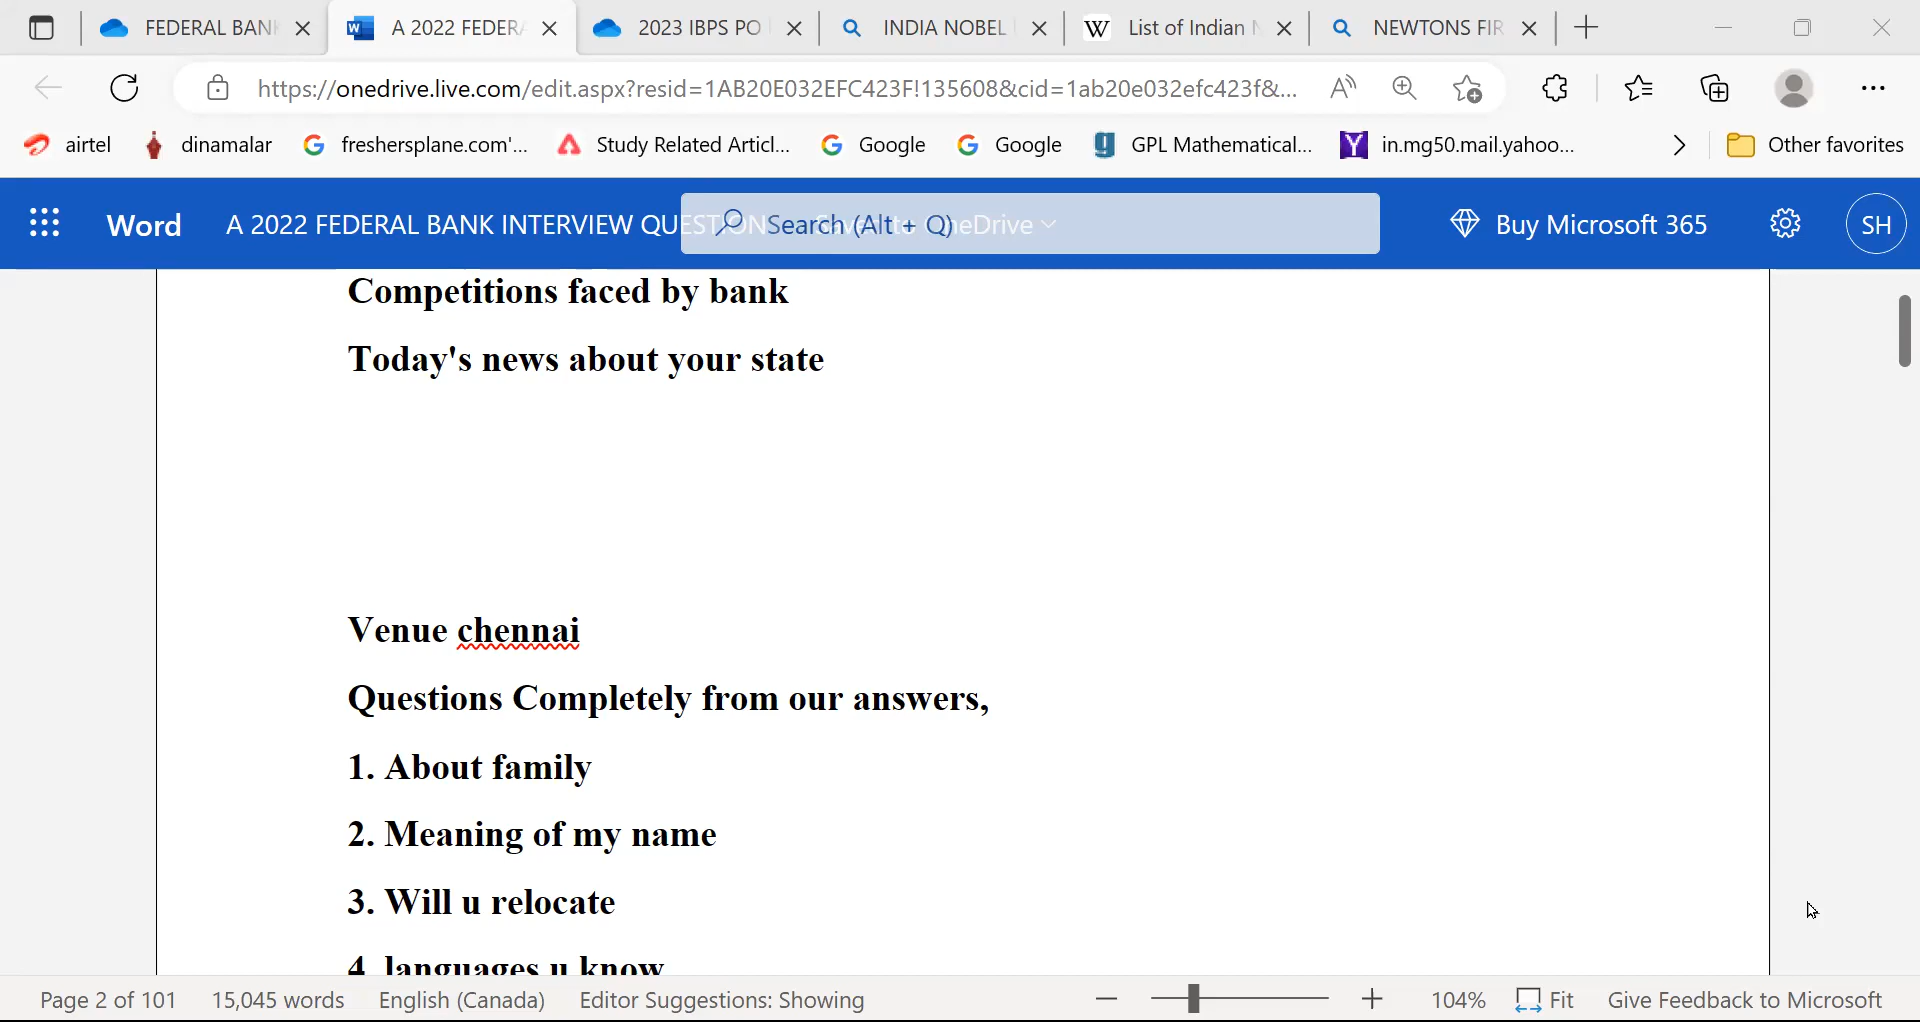 FEDERAL BAN
A 2022 FEDER
2023 IBPS PO
INDIA NOBEL
List of Indian
NEWTONS FIR
https://onedrive.live.com/edit.aspx?resid=1AB20E032EFC423F!135608&cid=1ab20e032efc423f&...
airtel
dinamalar
freshersplane.com'...
Study Related Articl...
Google
Google
GPL Mathematical...
in.mg50.mail.yahoo...
Other favorites
Word
A 2022 FEDERAL BANK INTERVIEW QUESTION
Search (Alt + Q)
Buy Microsoft 365
SH
Competitions faced by bank
Today's news about your state
Venue chennai
Questions Completely from our answers,
1. About family
2. Meaning of my name
3. Will u relocate
4. languages u know
Page 2 of 101
15,045 words
English (Canada)
Editor Suggestions: Showing
104%
Fit
Give Feedback to Microsoft